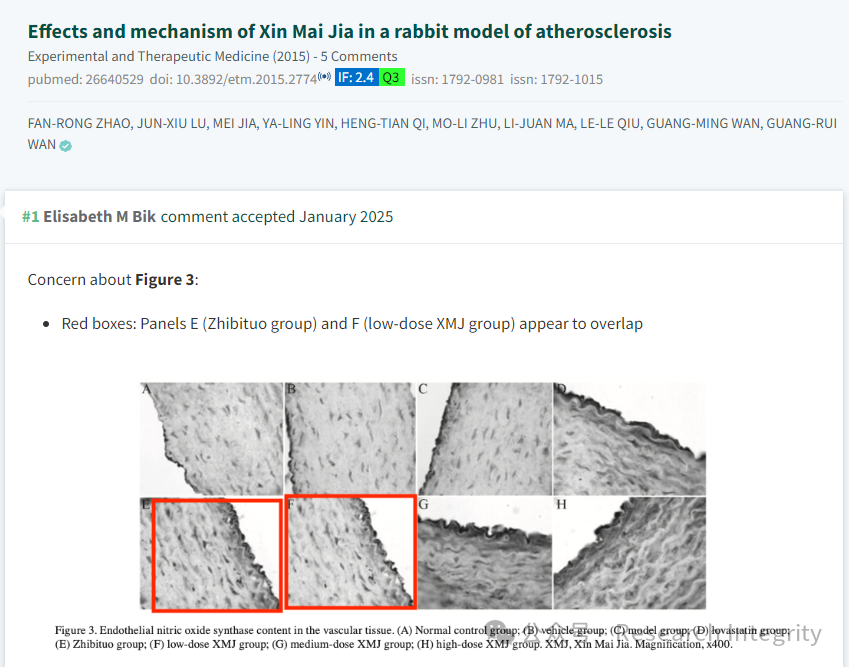 Effects and mechanism of Xin Mai Jia in a rabbit model of atherosclerosis
Experimental and Therapeutic Medicine (2015) - 5 Comments
pubmed: 26640529 doi: 10.3892/etm.2015.2774 IF: 2.4 Q3 issn: 1792-0981 issn: 1792-1015
FAN-RONG ZHAO, JUN-XIU LU, MEI JIA, YA-LING YIN, HENG-TIAN QI, MO-LI ZHU, LI-JUAN MA, LE-LE QIU, GUANG-MING WAN, GUANG-RUI
WAN
#1 Elisabeth M Bik comment accepted January 2025
Concern about Figure 3:
• Red boxes: Panels E (Zhibituo group) and F (low-dose XMJ group) appear to overlap
A B C D
E F G H
Figure 3. Endothelial nitric oxide synthase content in the vascular tissue. (A) Normal control group; (B) vehicle group; (C) model group; (D) lovastatin group;
(E) Zhibituo group; (F) low-dose XMJ group; (G) medium-dose XMJ group; (H) high-dose XMJ group. XMJ, Xin Mai Jia. Magnification, x400.
公众号 · Research Integrity